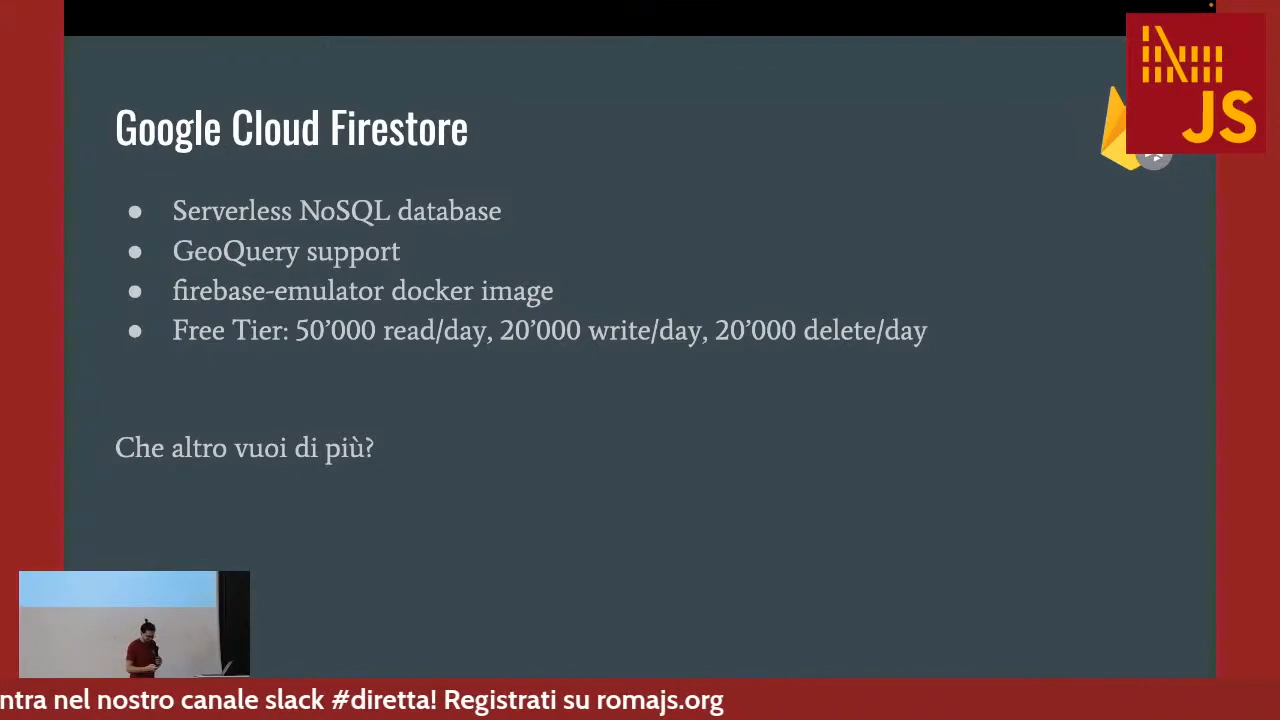 Google Cloud Firestore
JS
● Serverless NoSQL database
● GeoQuery support
● firebase-emulator docker image
● Free Tier: 50’000 read/day, 20’000 write/day, 20’000 delete/day
Che altro vuoi di più?
ntra nel nostro canale slack #diretta! Registrati su romajs.org